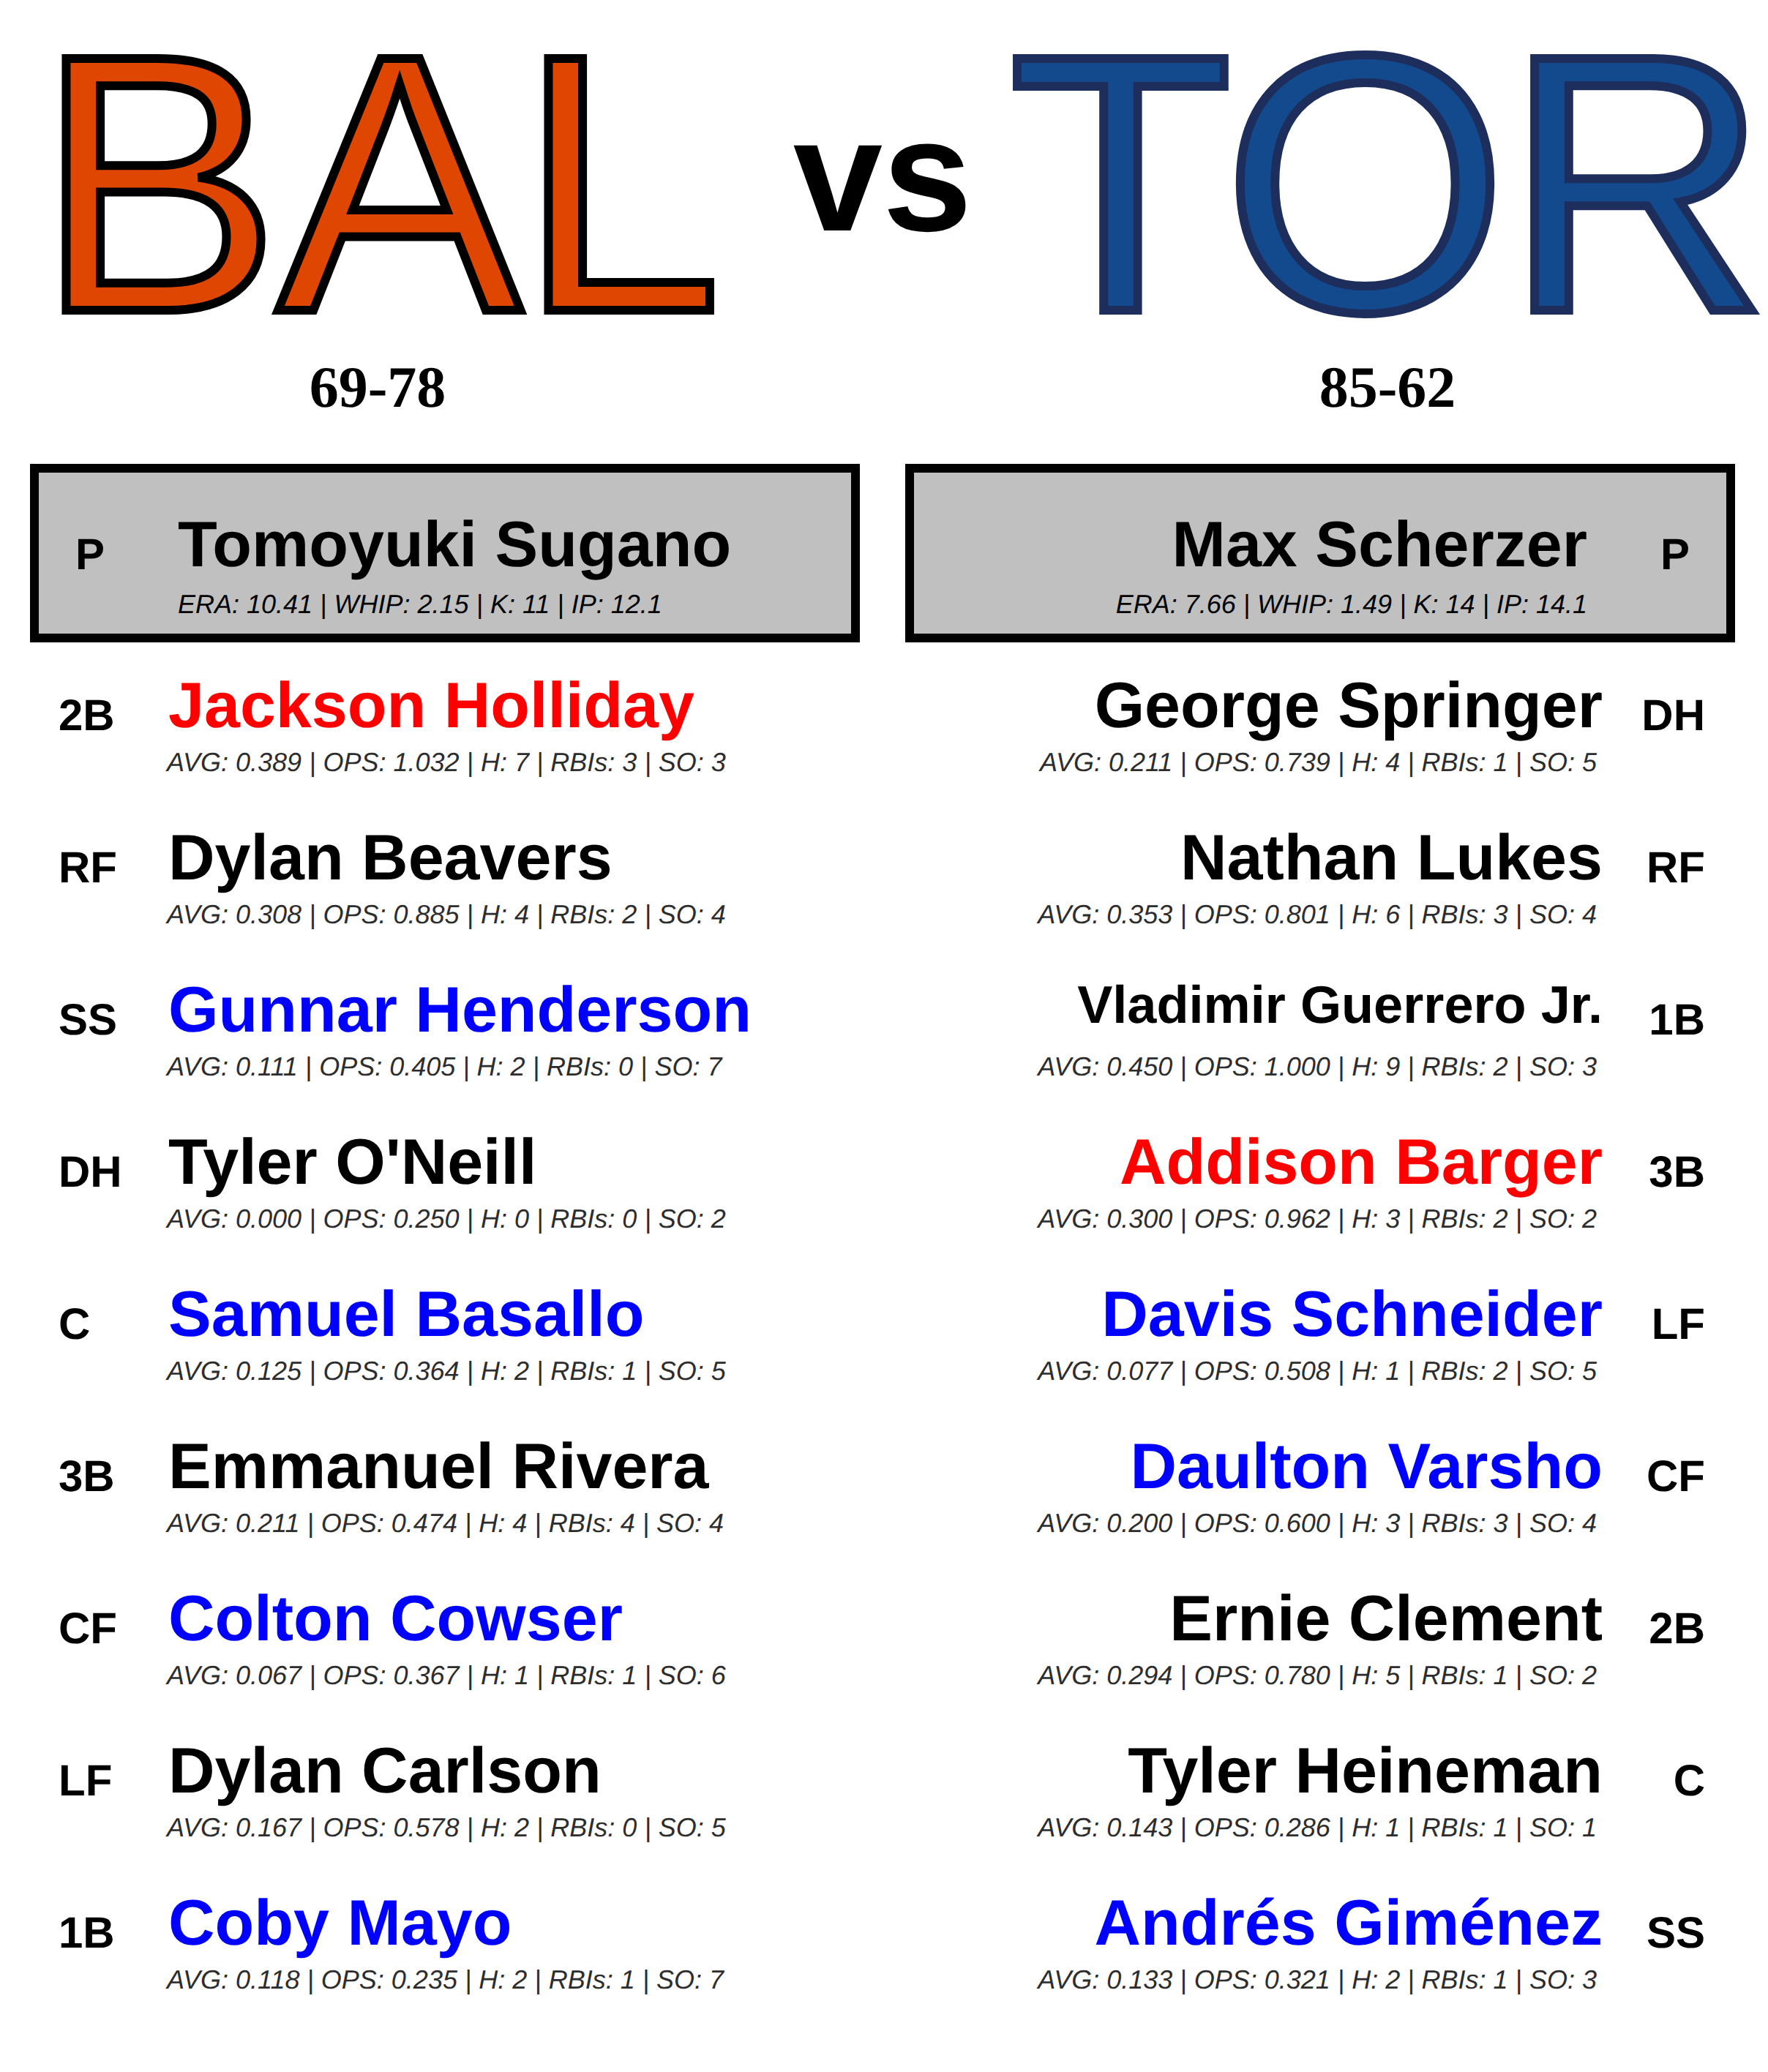 BAL vs TOR
69-78 85-62
P Tomoyuki Sugano
ERA: 10.41 | WHIP: 2.15 | K: 11 | IP: 12.1
Max Scherzer P
ERA: 7.66 | WHIP: 1.49 | K: 14 | IP: 14.1
2B Jackson Holliday
AVG: 0.389 | OPS: 1.032 | H: 7 | RBIs: 3 | SO: 3
RF Dylan Beavers
AVG: 0.308 | OPS: 0.885 | H: 4 | RBIs: 2 | SO: 4
SS Gunnar Henderson
AVG: 0.111 | OPS: 0.405 | H: 2 | RBIs: 0 | SO: 7
DH Tyler O'Neill
AVG: 0.000 | OPS: 0.250 | H: 0 | RBIs: 0 | SO: 2
C Samuel Basallo
AVG: 0.125 | OPS: 0.364 | H: 2 | RBIs: 1 | SO: 5
3B Emmanuel Rivera
AVG: 0.211 | OPS: 0.474 | H: 4 | RBIs: 4 | SO: 4
CF Colton Cowser
AVG: 0.067 | OPS: 0.367 | H: 1 | RBIs: 1 | SO: 6
LF Dylan Carlson
AVG: 0.167 | OPS: 0.578 | H: 2 | RBIs: 0 | SO: 5
1B Coby Mayo
AVG: 0.118 | OPS: 0.235 | H: 2 | RBIs: 1 | SO: 7
George Springer DH
AVG: 0.211 | OPS: 0.739 | H: 4 | RBIs: 1 | SO: 5
Nathan Lukes RF
AVG: 0.353 | OPS: 0.801 | H: 6 | RBIs: 3 | SO: 4
Vladimir Guerrero Jr. 1B
AVG: 0.450 | OPS: 1.000 | H: 9 | RBIs: 2 | SO: 3
Addison Barger 3B
AVG: 0.300 | OPS: 0.962 | H: 3 | RBIs: 2 | SO: 2
Davis Schneider LF
AVG: 0.077 | OPS: 0.508 | H: 1 | RBIs: 2 | SO: 5
Daulton Varsho CF
AVG: 0.200 | OPS: 0.600 | H: 3 | RBIs: 3 | SO: 4
Ernie Clement 2B
AVG: 0.294 | OPS: 0.780 | H: 5 | RBIs: 1 | SO: 2
Tyler Heineman C
AVG: 0.143 | OPS: 0.286 | H: 1 | RBIs: 1 | SO: 1
Andrés Giménez SS
AVG: 0.133 | OPS: 0.321 | H: 2 | RBIs: 1 | SO: 3